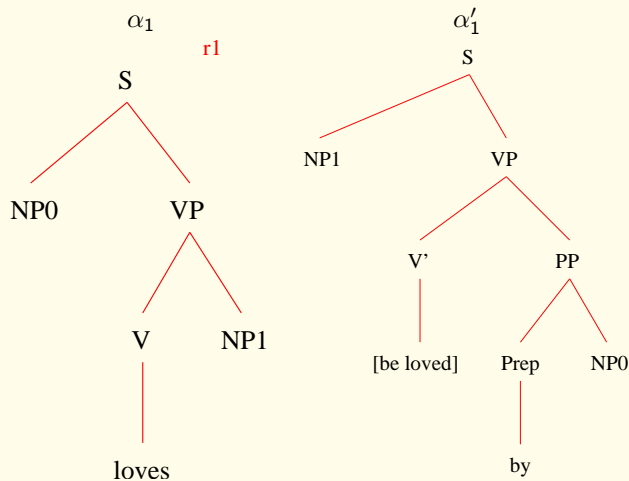 α₁ α′₁
r1
S
S
NP1 VP
NP0 VP
V’ PP
V NP1
[be loved] Prep NP0
loves by